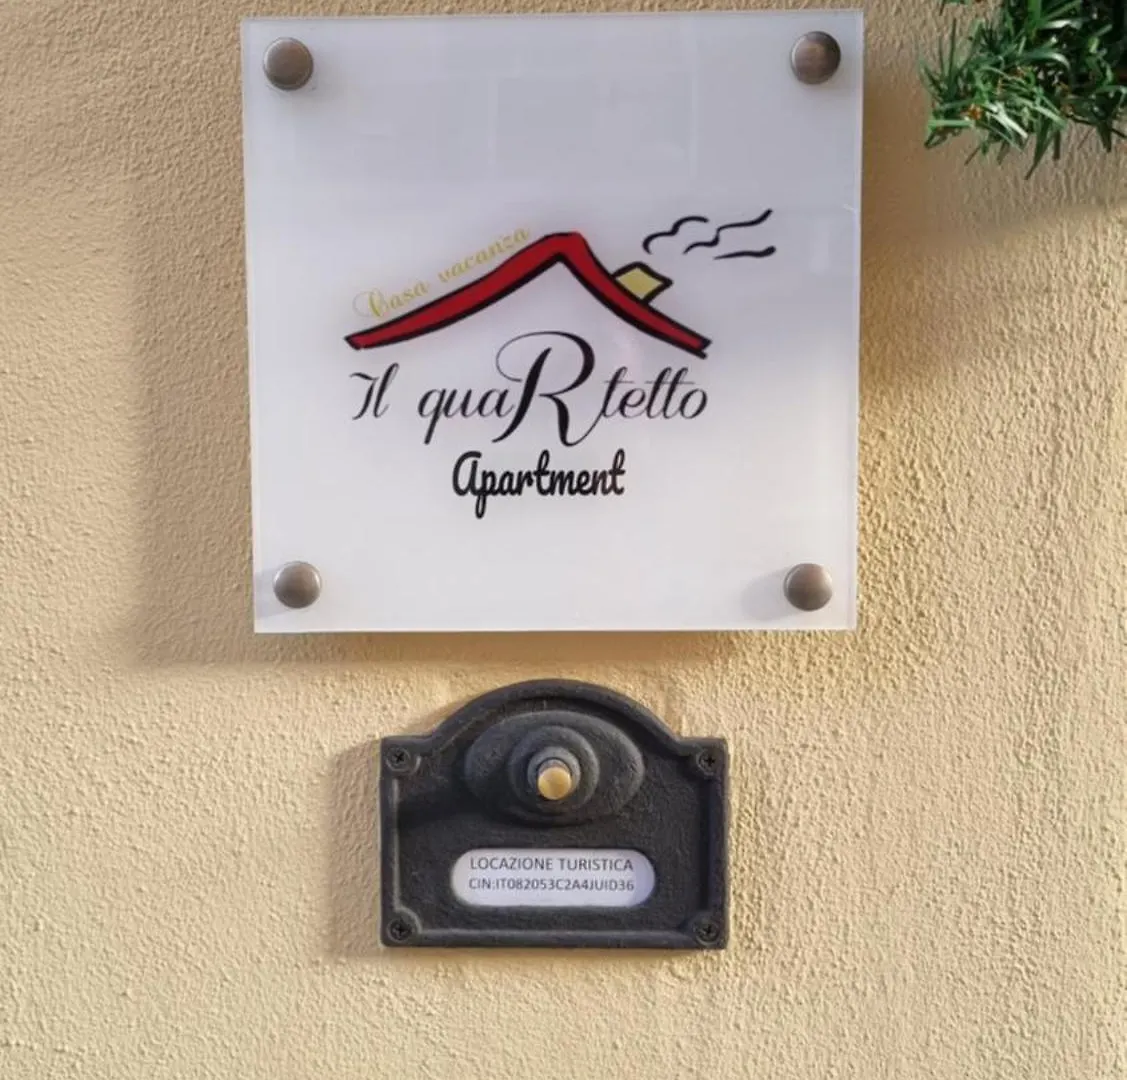 Casa vacanza
Il quaRtetto
Apartment
LOCAZIONE TURISTICA
CIN:IT082053C2A4JUID36